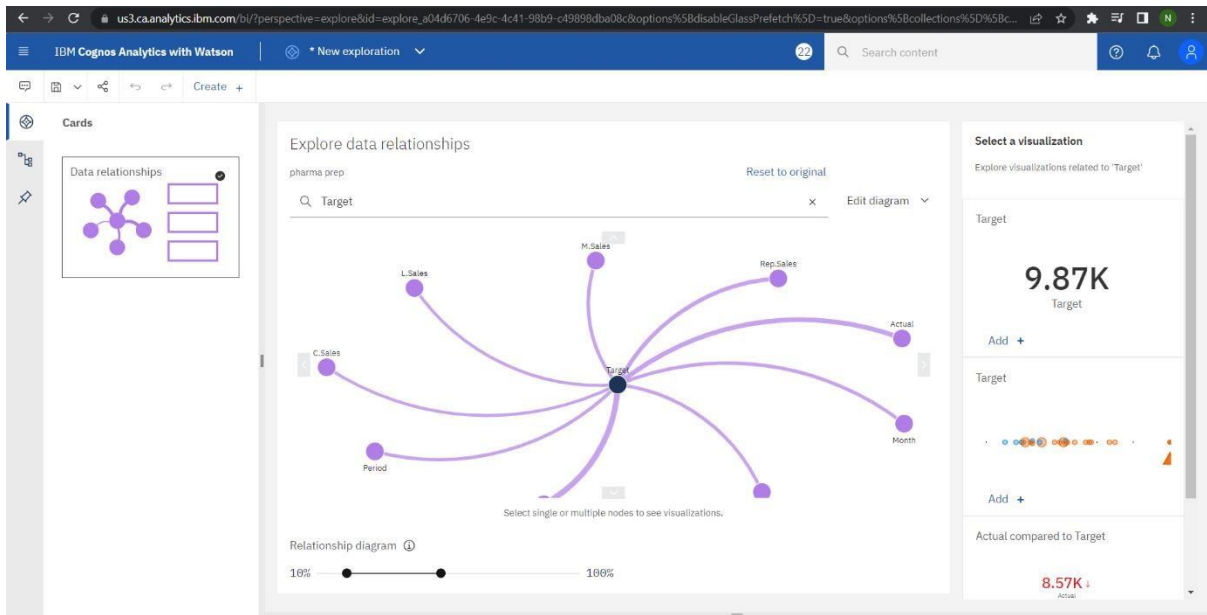 us3.ca.analytics.ibm.com/bi/?perspective=explore&id=explore_a04d6706-4e9c-4c41-98b9-c49898dba08c&options%5BdisableGlassPrefetch%5D=true&options%5Bcollections%5D%5Bc...
N
IBM Cognos Analytics with Watson
* New exploration
22
Search content
Create +
Cards
Data relationships
Explore data relationships
pharma prep
Reset to original
Target
Edit diagram
M.Sales
L.Sales
Rep.Sales
Actual
C.Sales
Target
Month
Period
Select single or multiple nodes to see visualizations.
Relationship diagram
10%
100%
Select a visualization
Explore visualizations related to 'Target'
Target
9.87K
Target
Add +
Target
Add +
Actual compared to Target
8.57K ↓
Actual